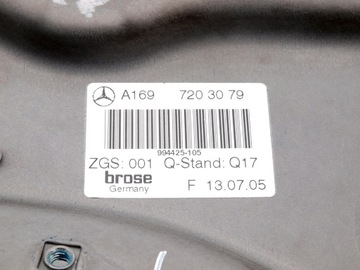 A169 720 30 79
994425-105
ZGS: 001 Q-Stand: Q17
brose F 13.07.05
Germany